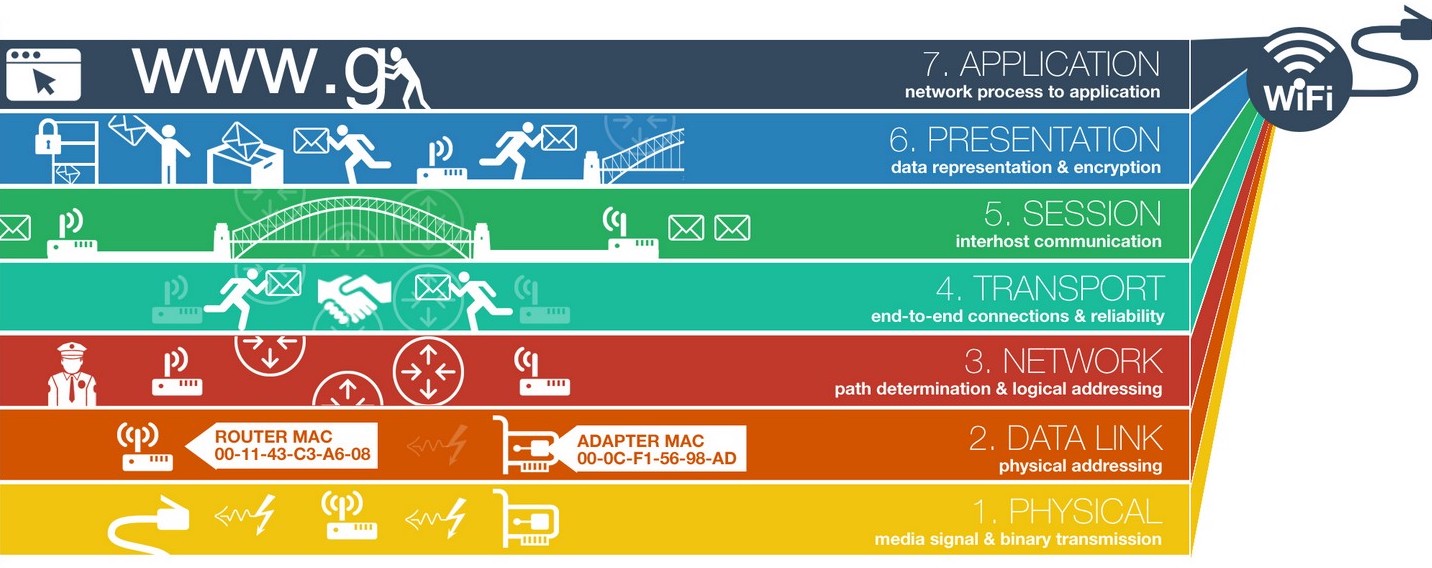 www.g
7. APPLICATION
network process to application
WiFi
6. PRESENTATION
data representation & encryption
5. SESSION
interhost communication
4. TRANSPORT
end-to-end connections & reliability
3. NETWORK
path determination & logical addressing
ROUTER MAC
00-11-43-C3-A6-08
ADAPTER MAC
00-0C-F1-56-98-AD
2. DATA LINK
physical addressing
1. PHYSICAL
media signal & binary transmission